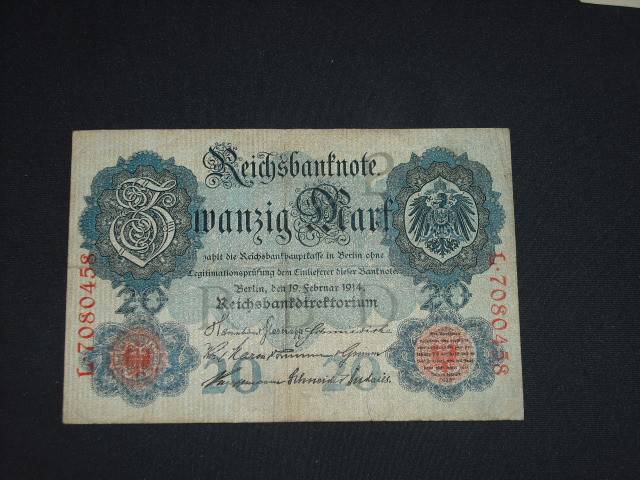 Reichsbanknote.
Zwanzig Mark
zahlt die Reichsbankhauptkasse in Berlin ohne
Legitimationsprüfung dem Einlieferer dieser Banknote
Berlin, den 19. Februar 1914.
Reichsbankdirektorium
20
20
L·7080458
L·7080458
20
20